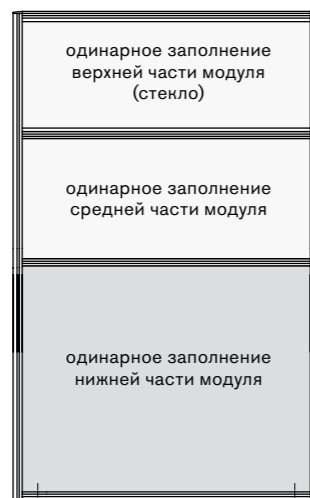 одинарное заполнение
верхней части модуля
(стекло)
одинарное заполнение
средней части модуля
одинарное заполнение
нижней части модуля